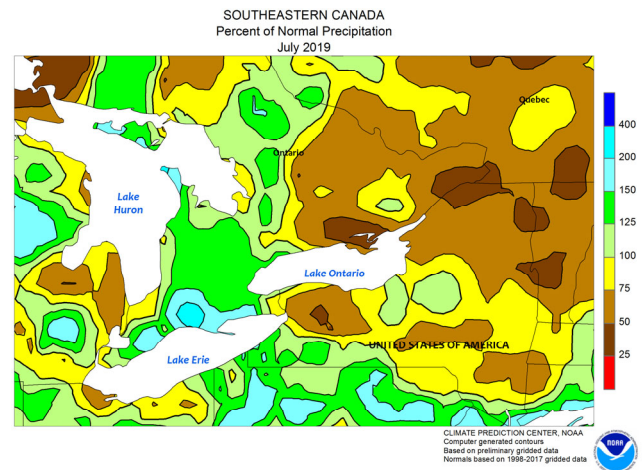 SOUTHEASTERN CANADA
Percent of Normal Precipitation
July 2019
Quebec
Ontario
Lake
Huron
Lake Ontario
UNITED STATES OF AMERICA
Lake Erie
400
200
150
125
100
75
50
25
CLIMATE PREDICTION CENTER, NOAA
Computer generated contours
Based on preliminary gridded data
Normals based on 1998-2017 gridded data
NOAA